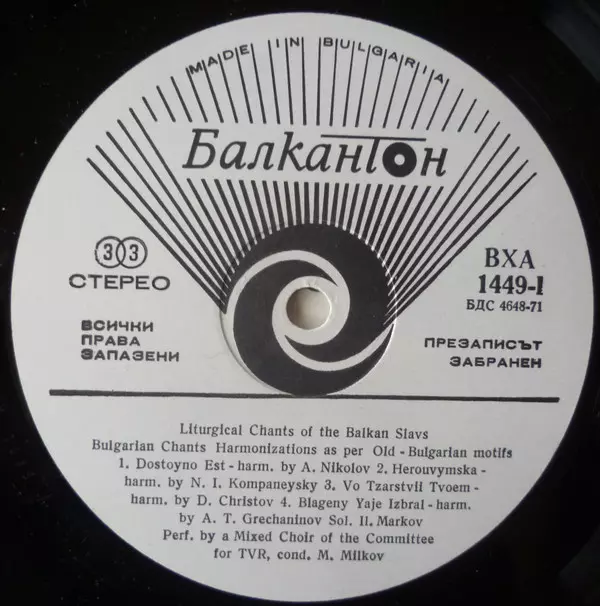 MADE IN BULGARIA
Балкантон
33
СТЕРЕО
ВХА
1449-I
БДС 4648-71
ВСИЧКИ
ПРАВА
ЗАПАЗЕНИ
ПРЕЗАПИСЪТ
ЗАБРАНЕН
Liturgical Chants of the Balkan Slavs
Bulgarian Chants Harmonizations as per Old - Bulgarian motifs
1. Dostoyno Est - harm. by A. Nikolov 2. Herouvymska -
harm. by N. I. Kompaneysky 3. Vo Tzarstvii Tvoem -
harm. by D. Christov 4. Blageny Yaje Izbral - harm.
by A. T. Grechaninov Sol. Il. Markov
Perf. by a Mixed Choir of the Committee
for TVR, cond. M. Milkov